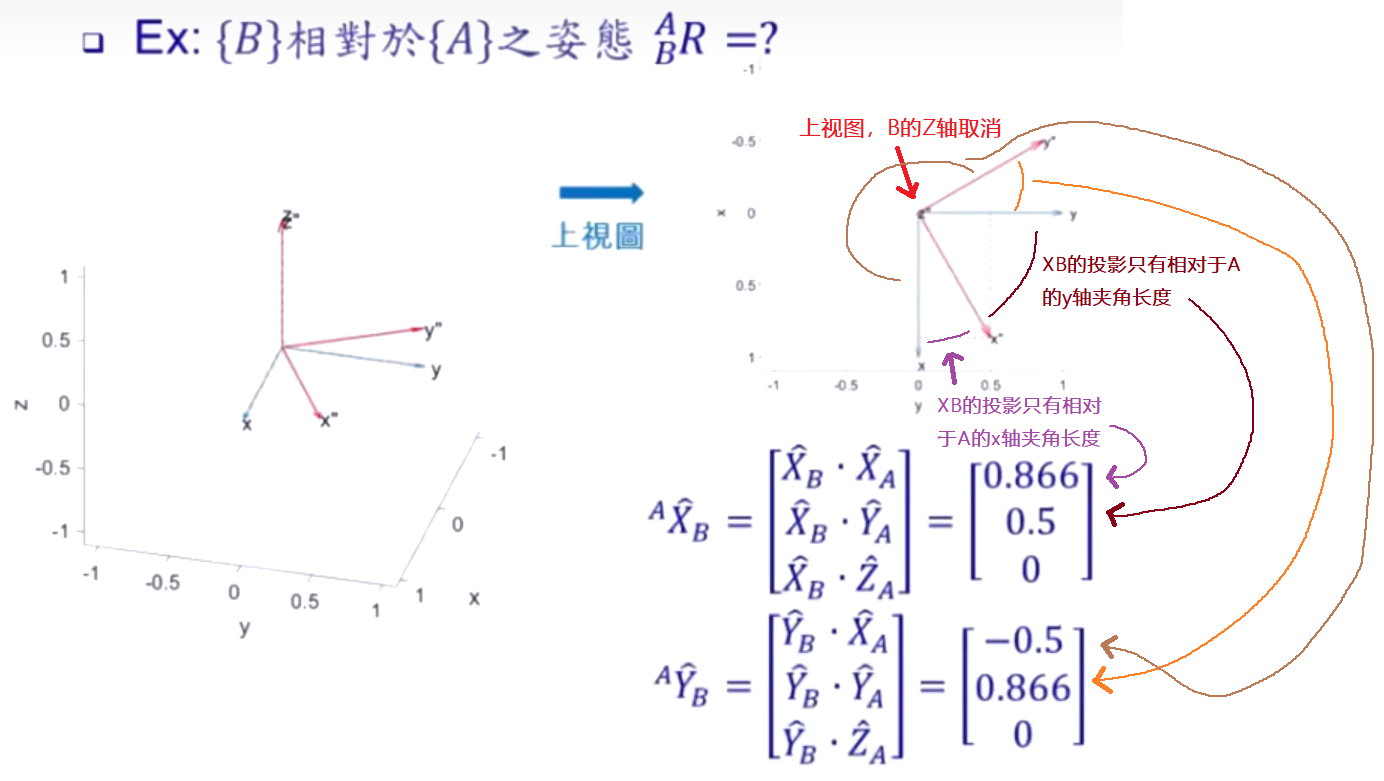 ❑ Ex: {B}相對於{A}之姿態 ᴬ_BR =?
上視圖
上视图，B的Z轴取消
z
z"
y"
y
x
x"
1
0.5
0
-0.5
-1
z
-1
-0.5
0
0.5
1
y
-1
0
1
x
-1
-0.5
0
0.5
1
x
y"
z"
y
x"
x
-1
-0.5
0
0.5
1
y
XB的投影只有相对于A
的y轴夹角长度
XB的投影只有相对
于A的x轴夹角长度
ᴬX̂_B = [X̂_B · X̂_A
X̂_B · Ŷ_A
X̂_B · Ẑ_A] = [0.866
0.5
0]
ᴬŶ_B = [Ŷ_B · X̂_A
Ŷ_B · Ŷ_A
Ŷ_B · Ẑ_A] = [−0.5
0.866
0]